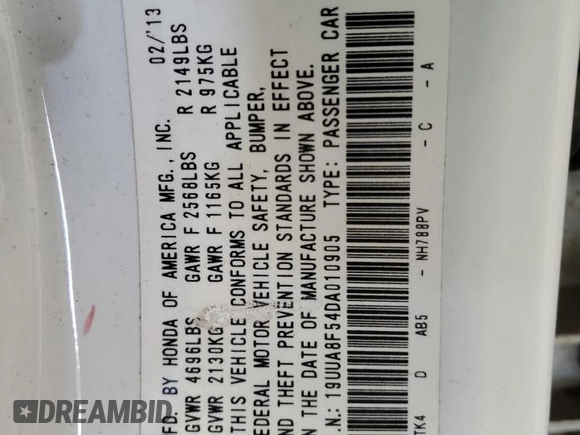 MFD. BY HONDA OF AMERICA MFG., INC. 02/'13
GVWR 4696LBS GAWR F 2568LBS R 2149LBS
GVWR 2130KG GAWR F 1165KG R 975KG
THIS VEHICLE CONFORMS TO ALL APPLICABLE
FEDERAL MOTOR VEHICLE SAFETY, BUMPER,
AND THEFT PREVENTION STANDARDS IN EFFECT
ON THE DATE OF MANUFACTURE SHOWN ABOVE.
.N.: 19UUA8F54DA010905 TYPE: PASSENGER CAR
TK4 D AB5 - NH788PV - C - A
DREAMBID